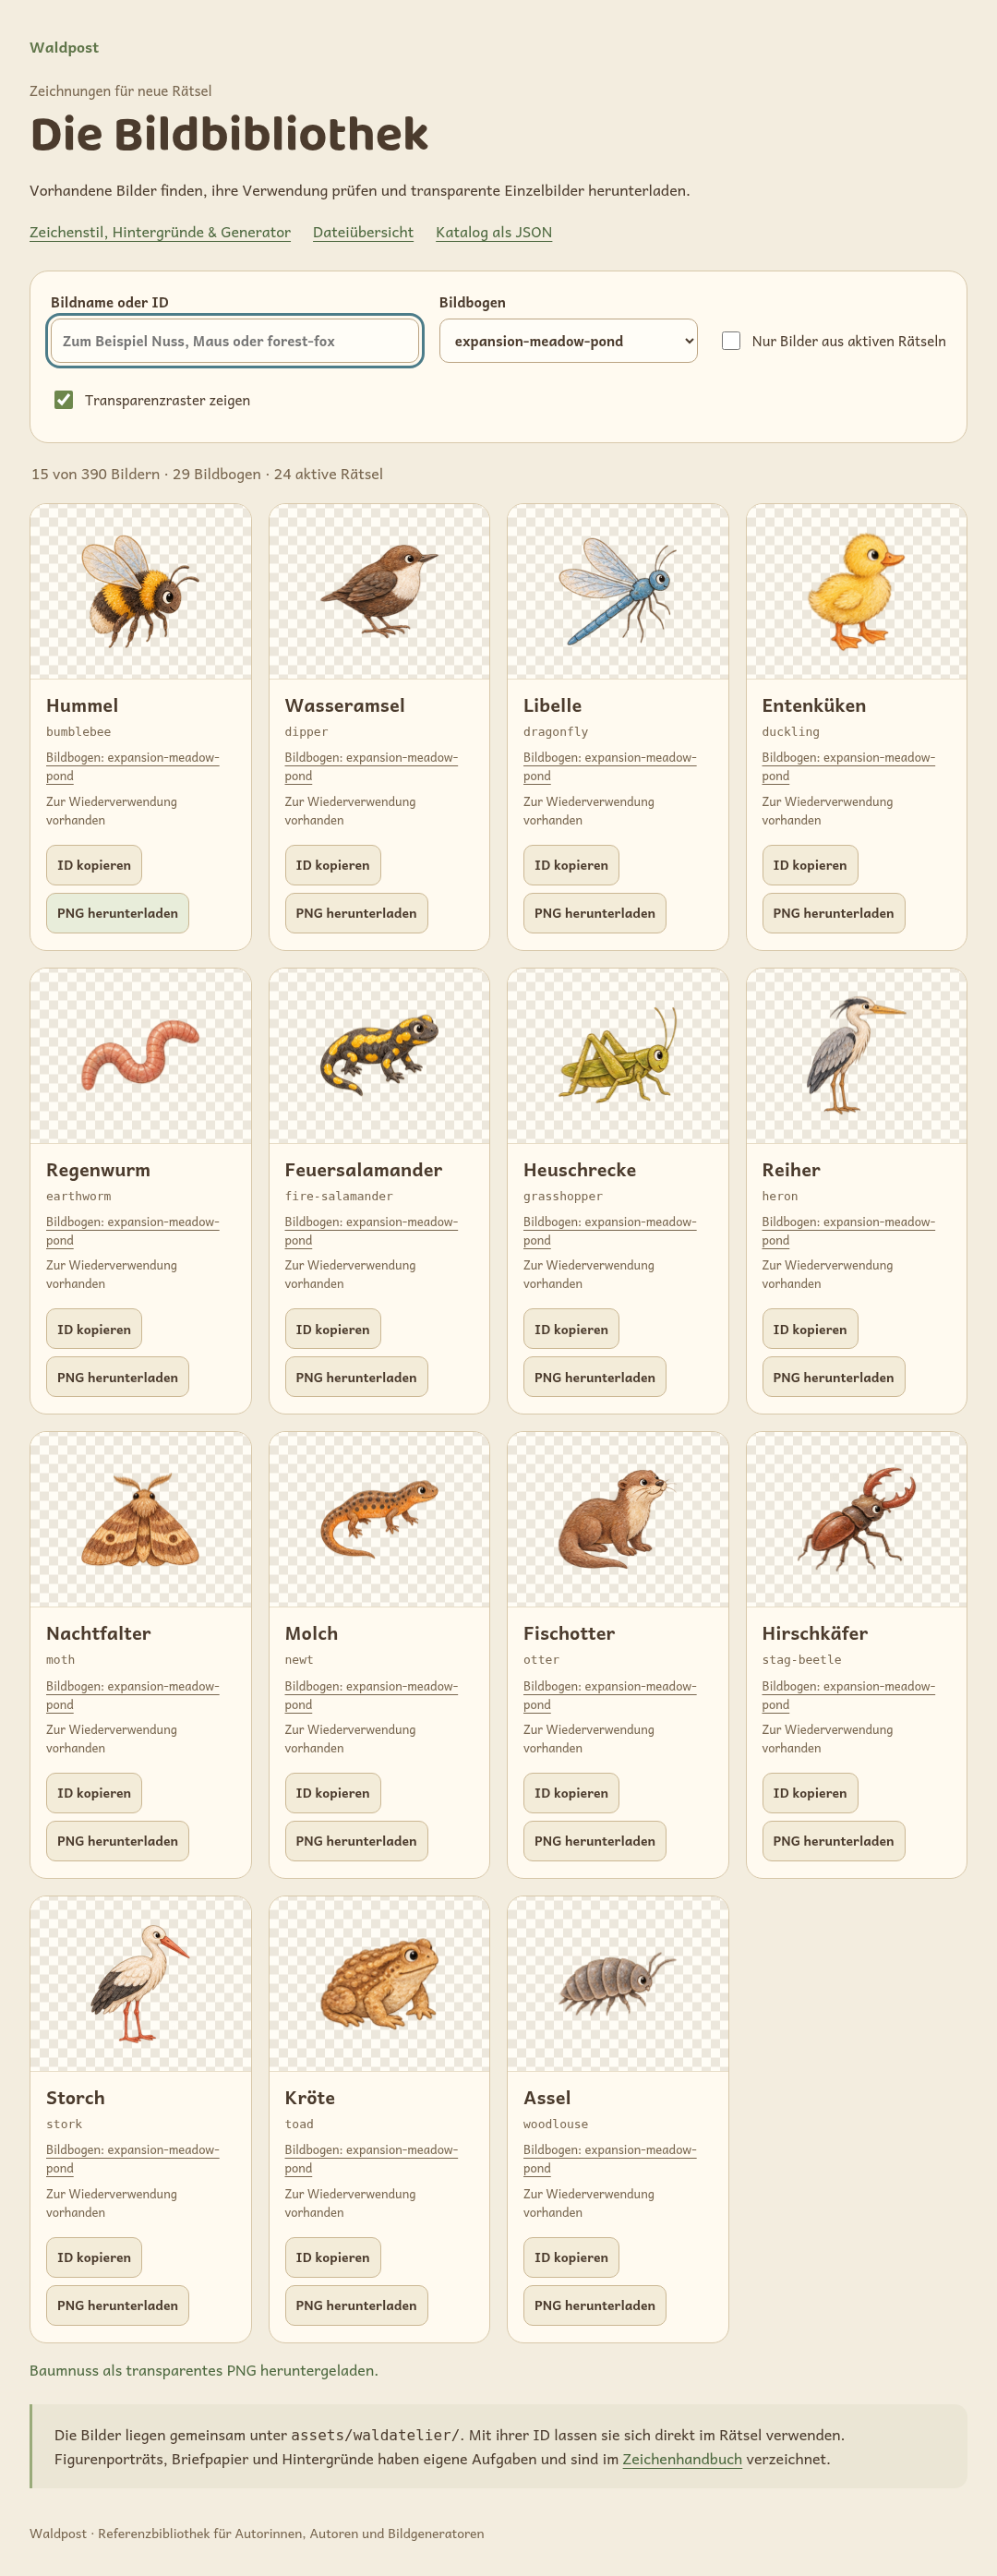 Waldpost
Zeichnungen für neue Rätsel
Die Bildbibliothek
Vorhandene Bilder finden, ihre Verwendung prüfen und transparente Einzelbilder herunterladen.
Zeichenstil, Hintergründe & Generator Dateiübersicht Katalog als JSON
Bildname oder ID Bildbogen
Zum Beispiel Nuss, Maus oder forest-fox expansion-meadow-pond Nur Bilder aus aktiven Rätseln
Transparenzraster zeigen
15 von 390 Bildern · 29 Bildbogen · 24 aktive Rätsel
Hummel
bumblebee
Bildbogen: expansion-meadow-
pond
Zur Wiederverwendung
vorhanden
ID kopieren
PNG herunterladen
Wasseramsel
dipper
Bildbogen: expansion-meadow-
pond
Zur Wiederverwendung
vorhanden
ID kopieren
PNG herunterladen
Libelle
dragonfly
Bildbogen: expansion-meadow-
pond
Zur Wiederverwendung
vorhanden
ID kopieren
PNG herunterladen
Entenküken
duckling
Bildbogen: expansion-meadow-
pond
Zur Wiederverwendung
vorhanden
ID kopieren
PNG herunterladen
Regenwurm
earthworm
Bildbogen: expansion-meadow-
pond
Zur Wiederverwendung
vorhanden
ID kopieren
PNG herunterladen
Feuersalamander
fire-salamander
Bildbogen: expansion-meadow-
pond
Zur Wiederverwendung
vorhanden
ID kopieren
PNG herunterladen
Heuschrecke
grasshopper
Bildbogen: expansion-meadow-
pond
Zur Wiederverwendung
vorhanden
ID kopieren
PNG herunterladen
Reiher
heron
Bildbogen: expansion-meadow-
pond
Zur Wiederverwendung
vorhanden
ID kopieren
PNG herunterladen
Nachtfalter
moth
Bildbogen: expansion-meadow-
pond
Zur Wiederverwendung
vorhanden
ID kopieren
PNG herunterladen
Molch
newt
Bildbogen: expansion-meadow-
pond
Zur Wiederverwendung
vorhanden
ID kopieren
PNG herunterladen
Fischotter
otter
Bildbogen: expansion-meadow-
pond
Zur Wiederverwendung
vorhanden
ID kopieren
PNG herunterladen
Hirschkäfer
stag-beetle
Bildbogen: expansion-meadow-
pond
Zur Wiederverwendung
vorhanden
ID kopieren
PNG herunterladen
Storch
stork
Bildbogen: expansion-meadow-
pond
Zur Wiederverwendung
vorhanden
ID kopieren
PNG herunterladen
Kröte
toad
Bildbogen: expansion-meadow-
pond
Zur Wiederverwendung
vorhanden
ID kopieren
PNG herunterladen
Assel
woodlouse
Bildbogen: expansion-meadow-
pond
Zur Wiederverwendung
vorhanden
ID kopieren
PNG herunterladen
Baumnuss als transparentes PNG heruntergeladen.
Die Bilder liegen gemeinsam unter assets/waldatelier/. Mit ihrer ID lassen sie sich direkt im Rätsel verwenden.
Figurenporträts, Briefpapier und Hintergründe haben eigene Aufgaben und sind im Zeichenhandbuch verzeichnet.
Waldpost · Referenzbibliothek für Autorinnen, Autoren und Bildgeneratoren